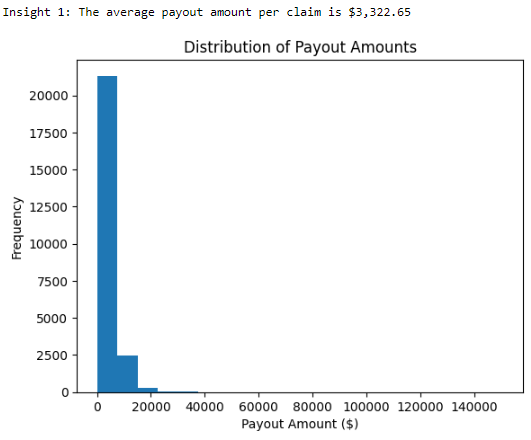 Insight 1: The average payout amount per claim is $3,322.65
Distribution of Payout Amounts
20000
17500
15000
12500
10000
7500
5000
2500
0
Frequency
0 20000 40000 60000 80000 100000 120000 140000
Payout Amount ($)